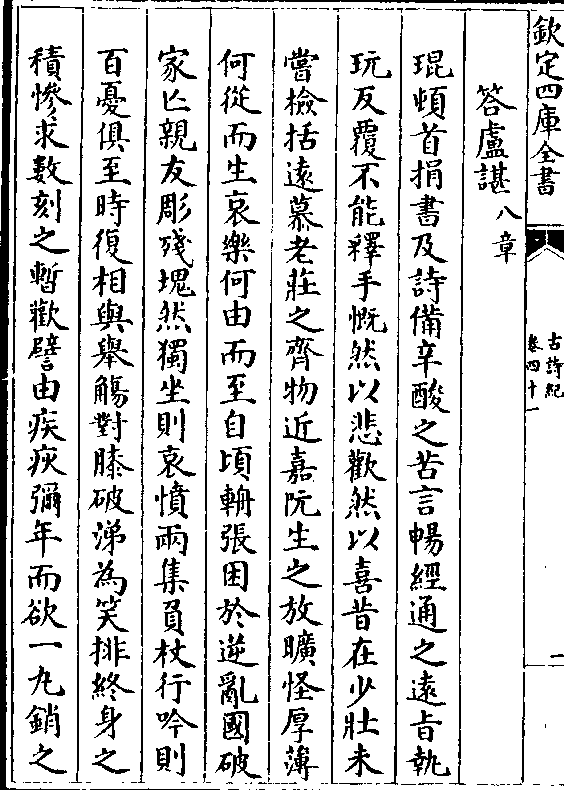 欽定四庫全書
古詩紀
卷四十一
二
答盧諶八章
琨頓首捐書及詩備辛酸之苦言暢經通之遠旨執
玩反覆不能釋手慨然以悲歡然以喜昔在少壯未
嘗檢括遠慕老莊之齊物近嘉阮生之放曠怪厚薄
何從而生哀樂何由而至自頃輈張困於逆亂國破
家亡親友彫殘塊然獨坐則哀憤兩集負杖行吟則
百憂俱至時復相與舉觴對膝破涕為笑排終身之
積慘求數刻之暫歡譬由疾疢彌年而欲一丸銷之